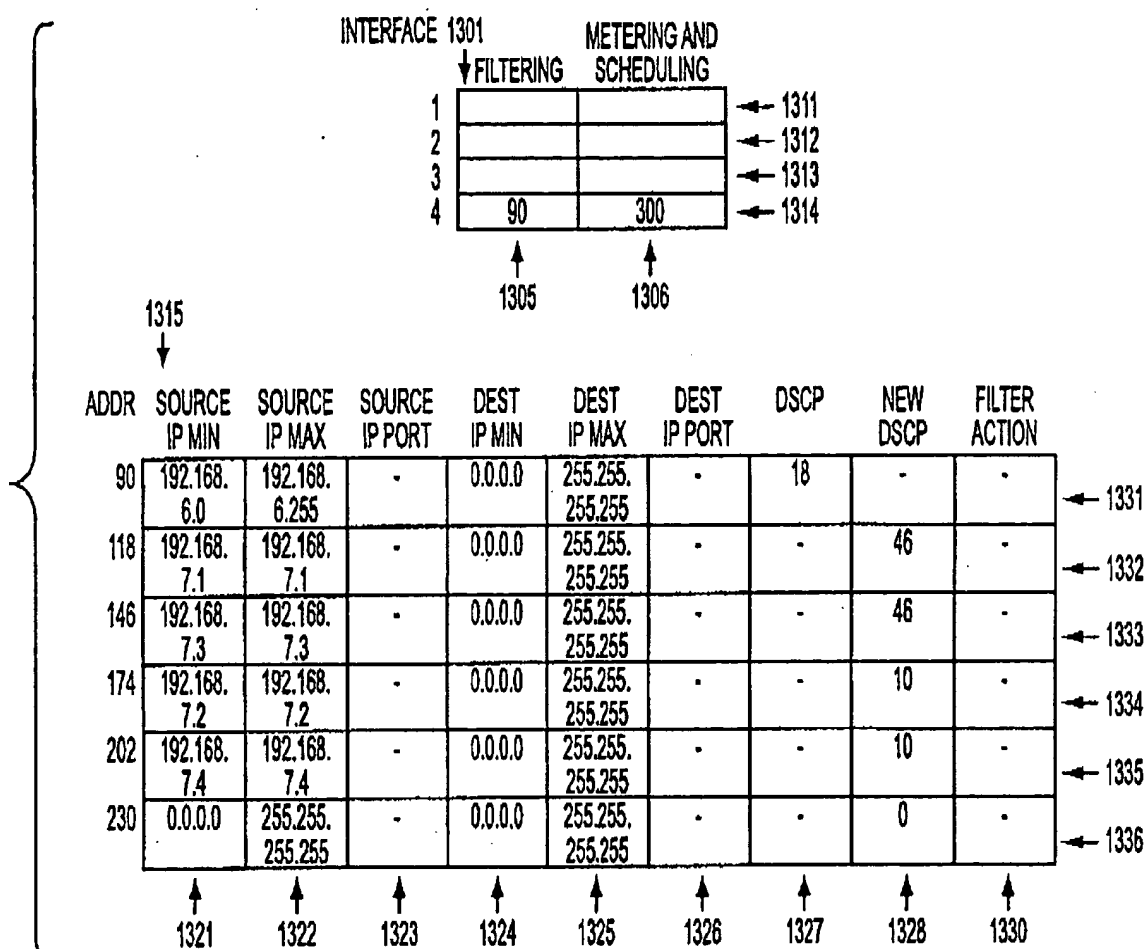 INTERFACE 1301
FILTERING
METERING AND
SCHEDULING
1 1311
2 1312
3 1313
4 90 300 1314
1305 1306
1315
ADDR SOURCE SOURCE SOURCE DEST DEST DEST DSCP NEW FILTER
IP MIN IP MAX IP PORT IP MIN IP MAX IP PORT DSCP ACTION
90 192.168. 192.168. - 0.0.0.0 255.255. - 18 - -
6.0 6.255 255.255 1331
118 192.168. 192.168. - 0.0.0.0 255.255. - - 46 -
7.1 7.1 255.255 1332
146 192.168. 192.168. - 0.0.0.0 255.255. - - 46 -
7.3 7.3 255.255 1333
174 192.168. 192.168. - 0.0.0.0 255.255. - - 10 -
7.2 7.2 255.255 1334
202 192.168. 192.168. - 0.0.0.0 255.255. - - 10 -
7.4 7.4 255.255 1335
230 0.0.0.0 255.255. - 0.0.0.0 255.255. - - 0 -
255.255 255.255 1336
1321 1322 1323 1324 1325 1326 1327 1328 1330